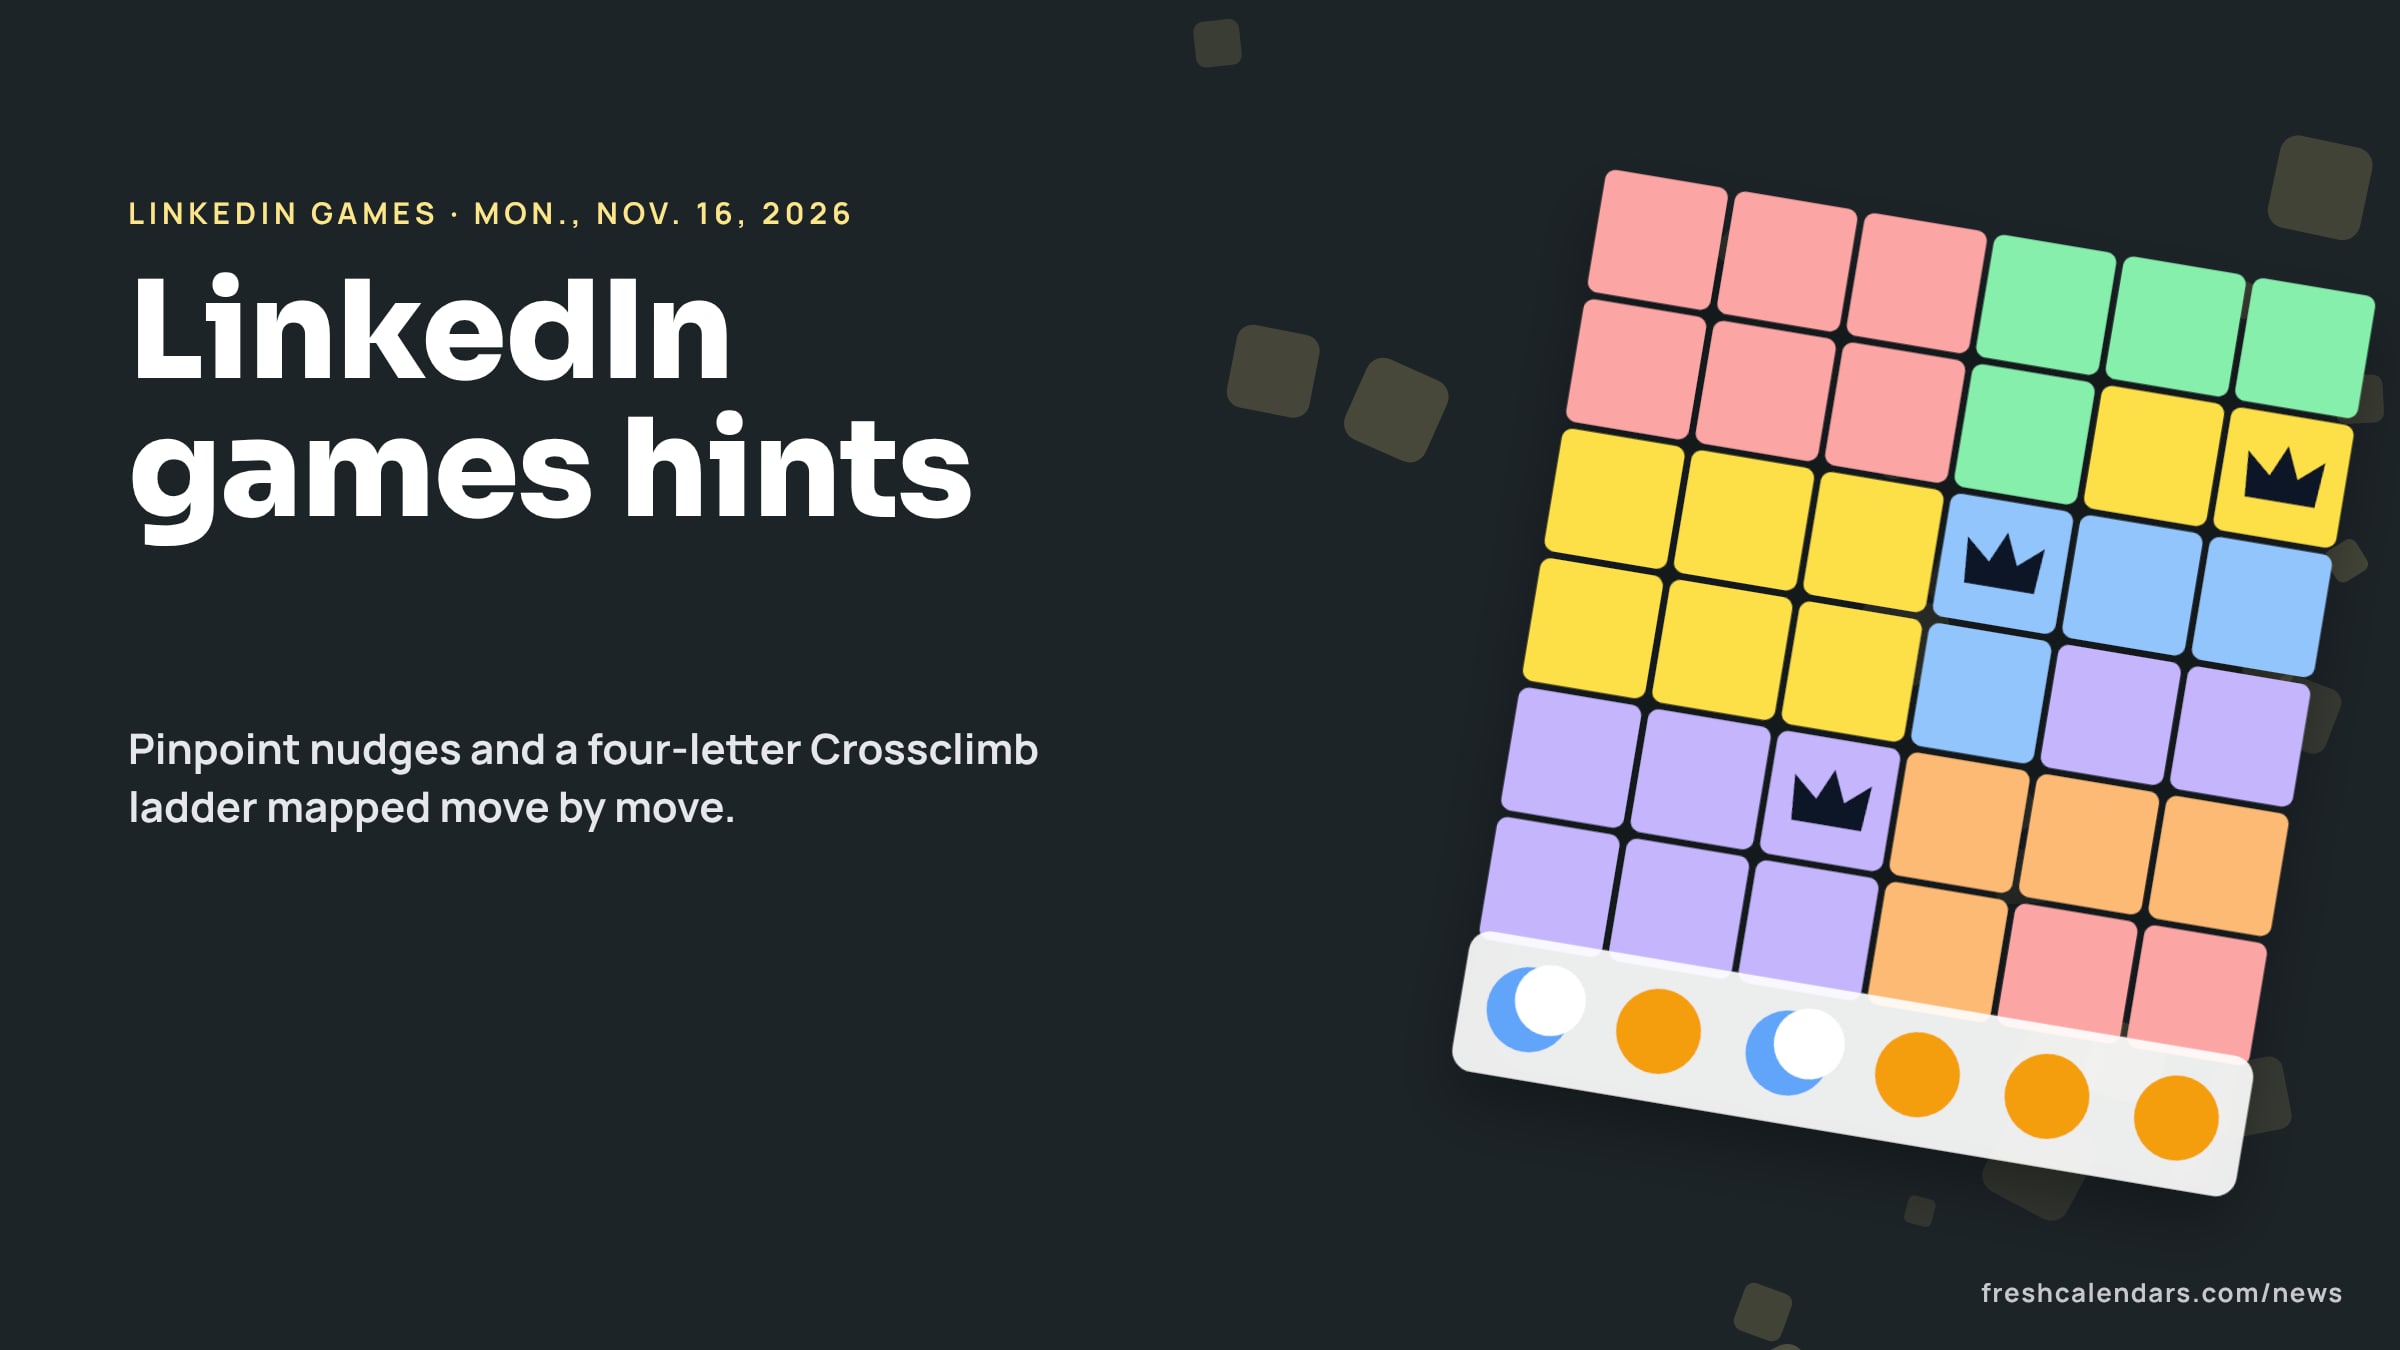 LINKEDIN GAMES · MON., NOV. 16, 2026
LinkedIn
games hints
Pinpoint nudges and a four-letter Crossclimb
ladder mapped move by move.
freshcalendars.com/news